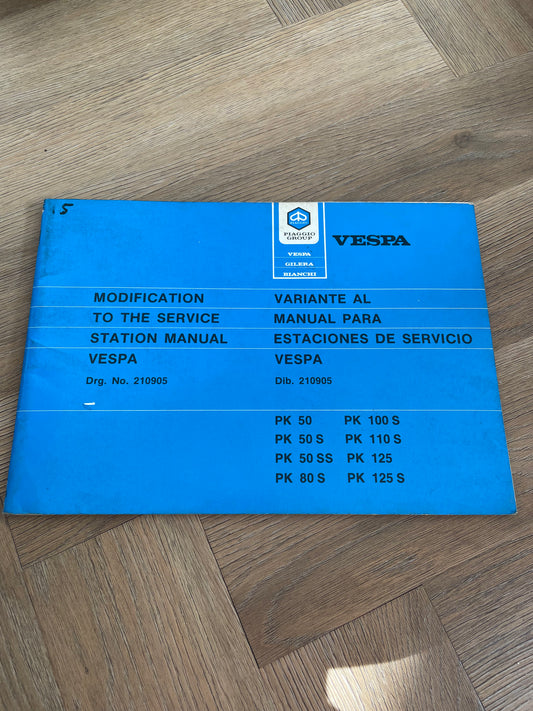 5
PIAGGIO
GROUP
VESPA
GILERA
BIANCHI
VESPA
MODIFICATION
TO THE SERVICE
STATION MANUAL
VESPA
Drg. No. 210905
VARIANTE AL
MANUAL PARA
ESTACIONES DE SERVICIO
VESPA
Dib. 210905
PK 50 PK 100 S
PK 50 S PK 110 S
PK 50 SS PK 125
PK 80 S PK 125 S